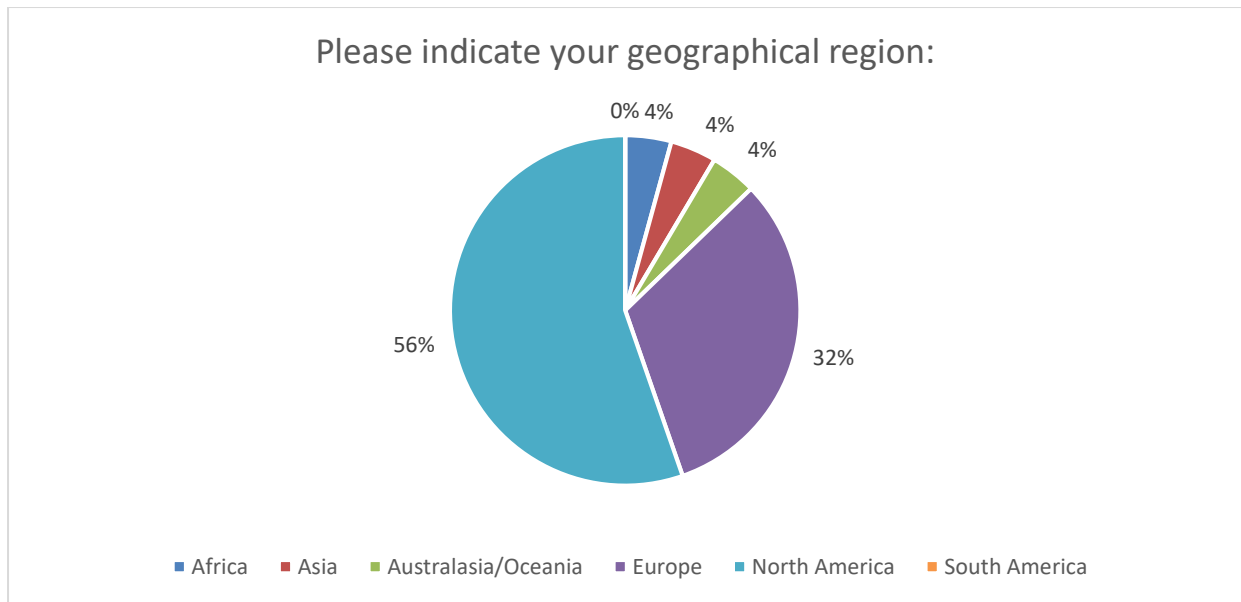 Please indicate your geographical region:
0% 4%
4%
4%
56%
32%
Africa Asia Australasia/Oceania Europe North America South America